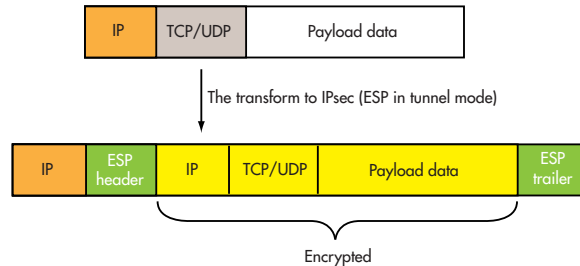 IP TCP/UDP Payload data
The transform to IPsec (ESP in tunnel mode)
IP ESP header IP TCP/UDP Payload data ESP trailer
Encrypted